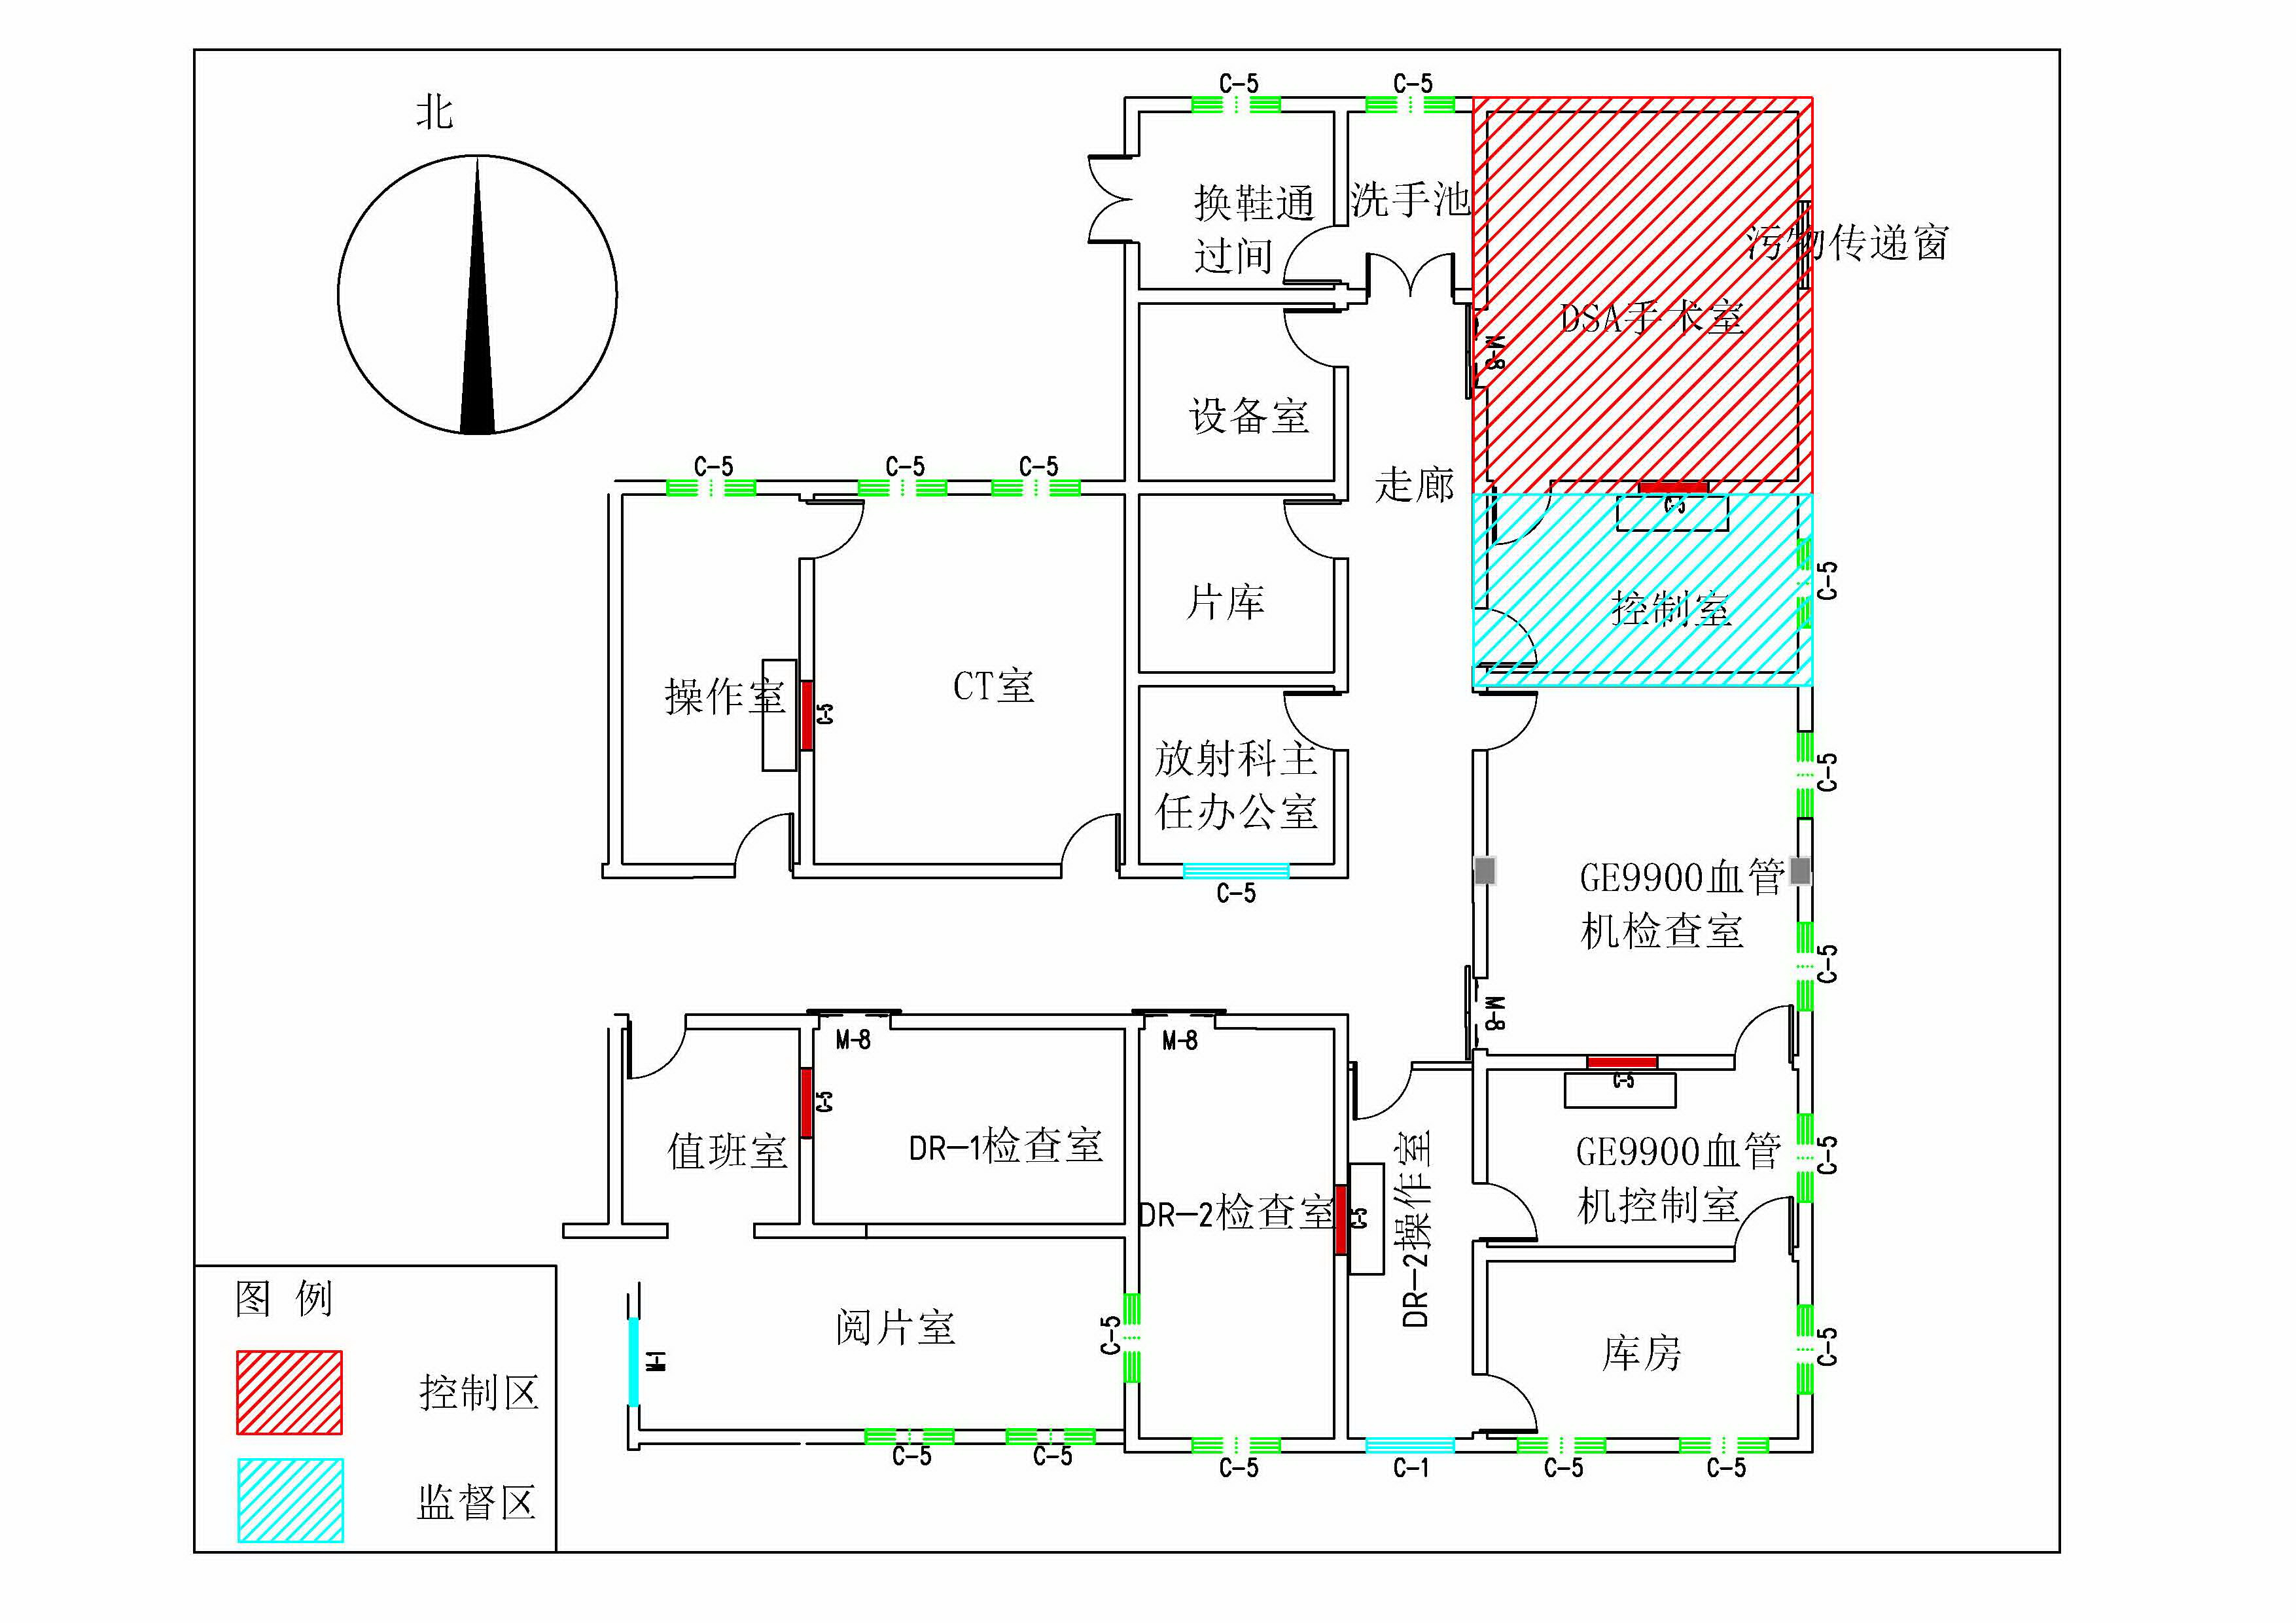 北
C-5
C-5
换鞋通
过间
洗手池
污物传递窗
DSA手术室
M-8
设备室
走廊
C-5
C-5
C-5
C-5
片库
控制室
C-5
操作室
C-5
CT室
放射科主
任办公室
C-5
C-5
GE9900血管
机检查室
C-5
M-8
M-8
M-8
C-5
C-5
值班室
DR-1检查室
DR-2检查室
C-5
DR-2操作室
GE9900血管
机控制室
C-5
阅片室
M-1
C-5
库房
C-5
C-5
C-5
C-5
C-1
C-5
C-5
图 例
控制区
监督区